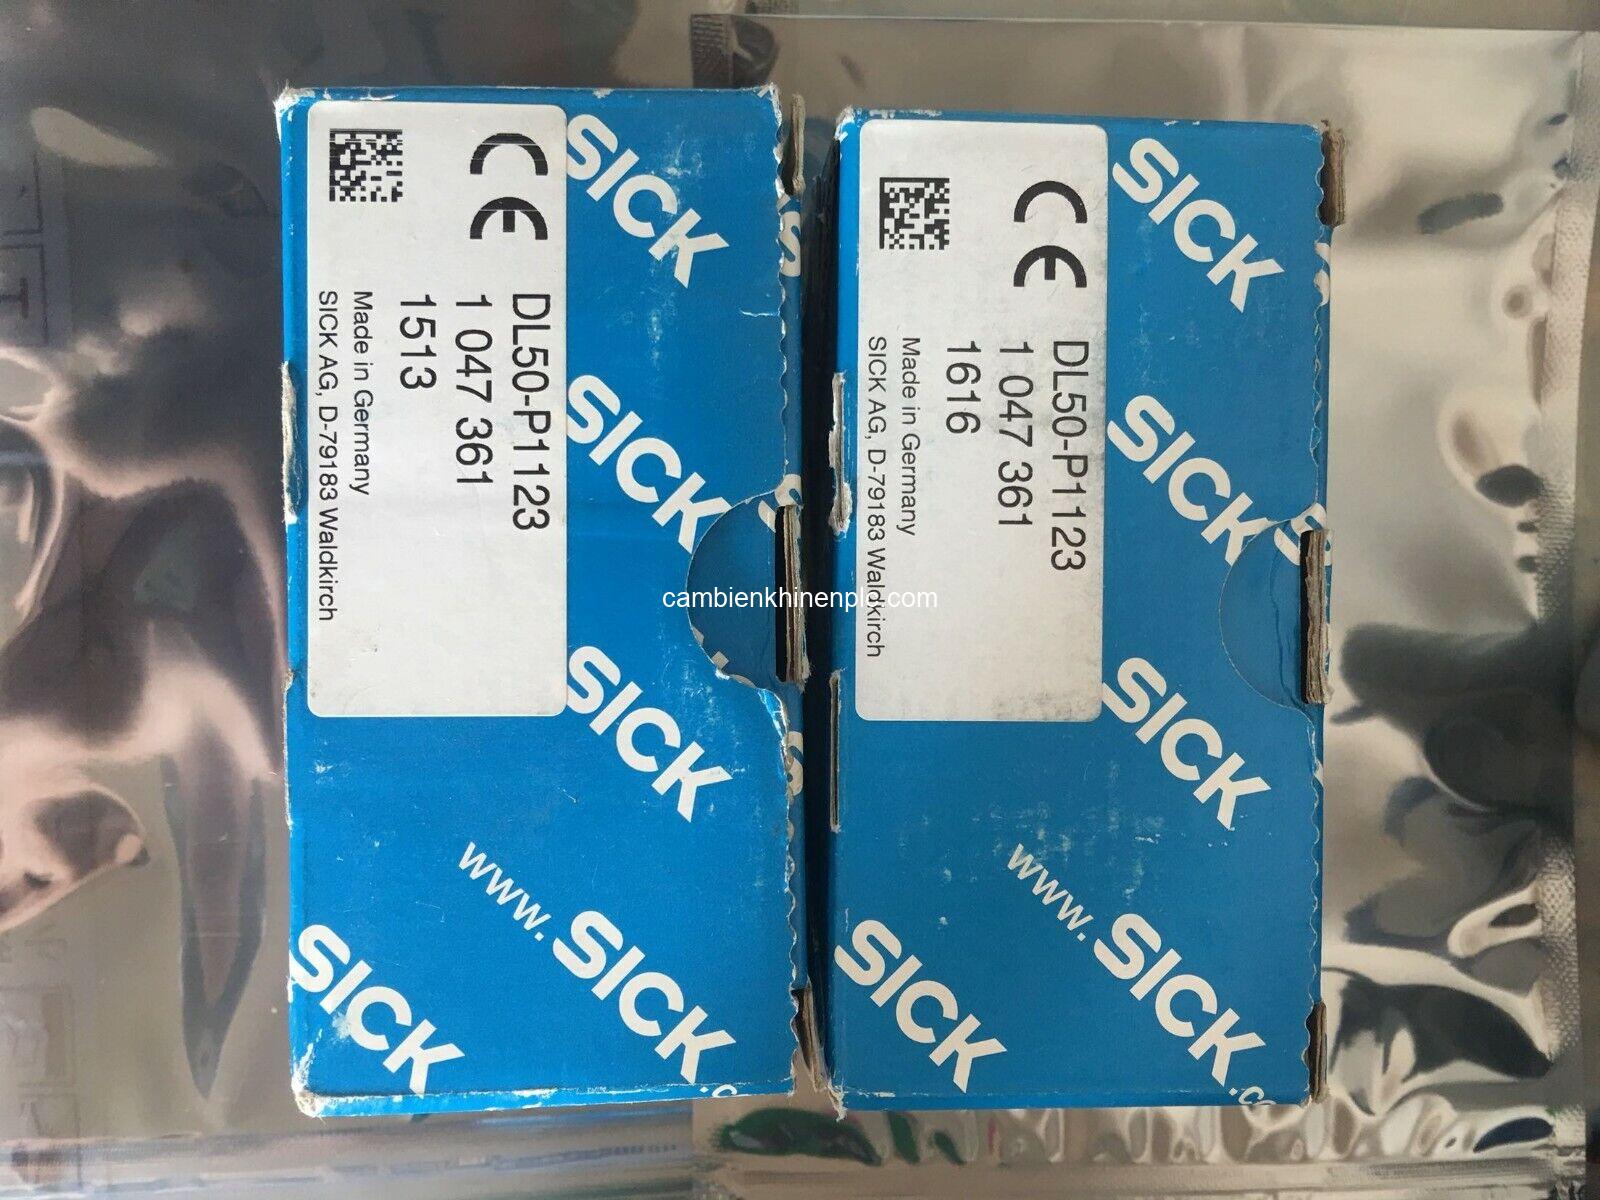 CE
DL50-P1123
1 047 361
1513
Made in Germany
SICK AG, D-79183 Waldkirch
SICK
SICK
SICK
www.SICK.c
SICK
CE
DL50-P1123
1 047 361
1616
Made in Germany
SICK AG, D-79183 Waldkirch
SICK
SICK
SICK
www.SICK.c
SICK
cambienkhinenplc.com